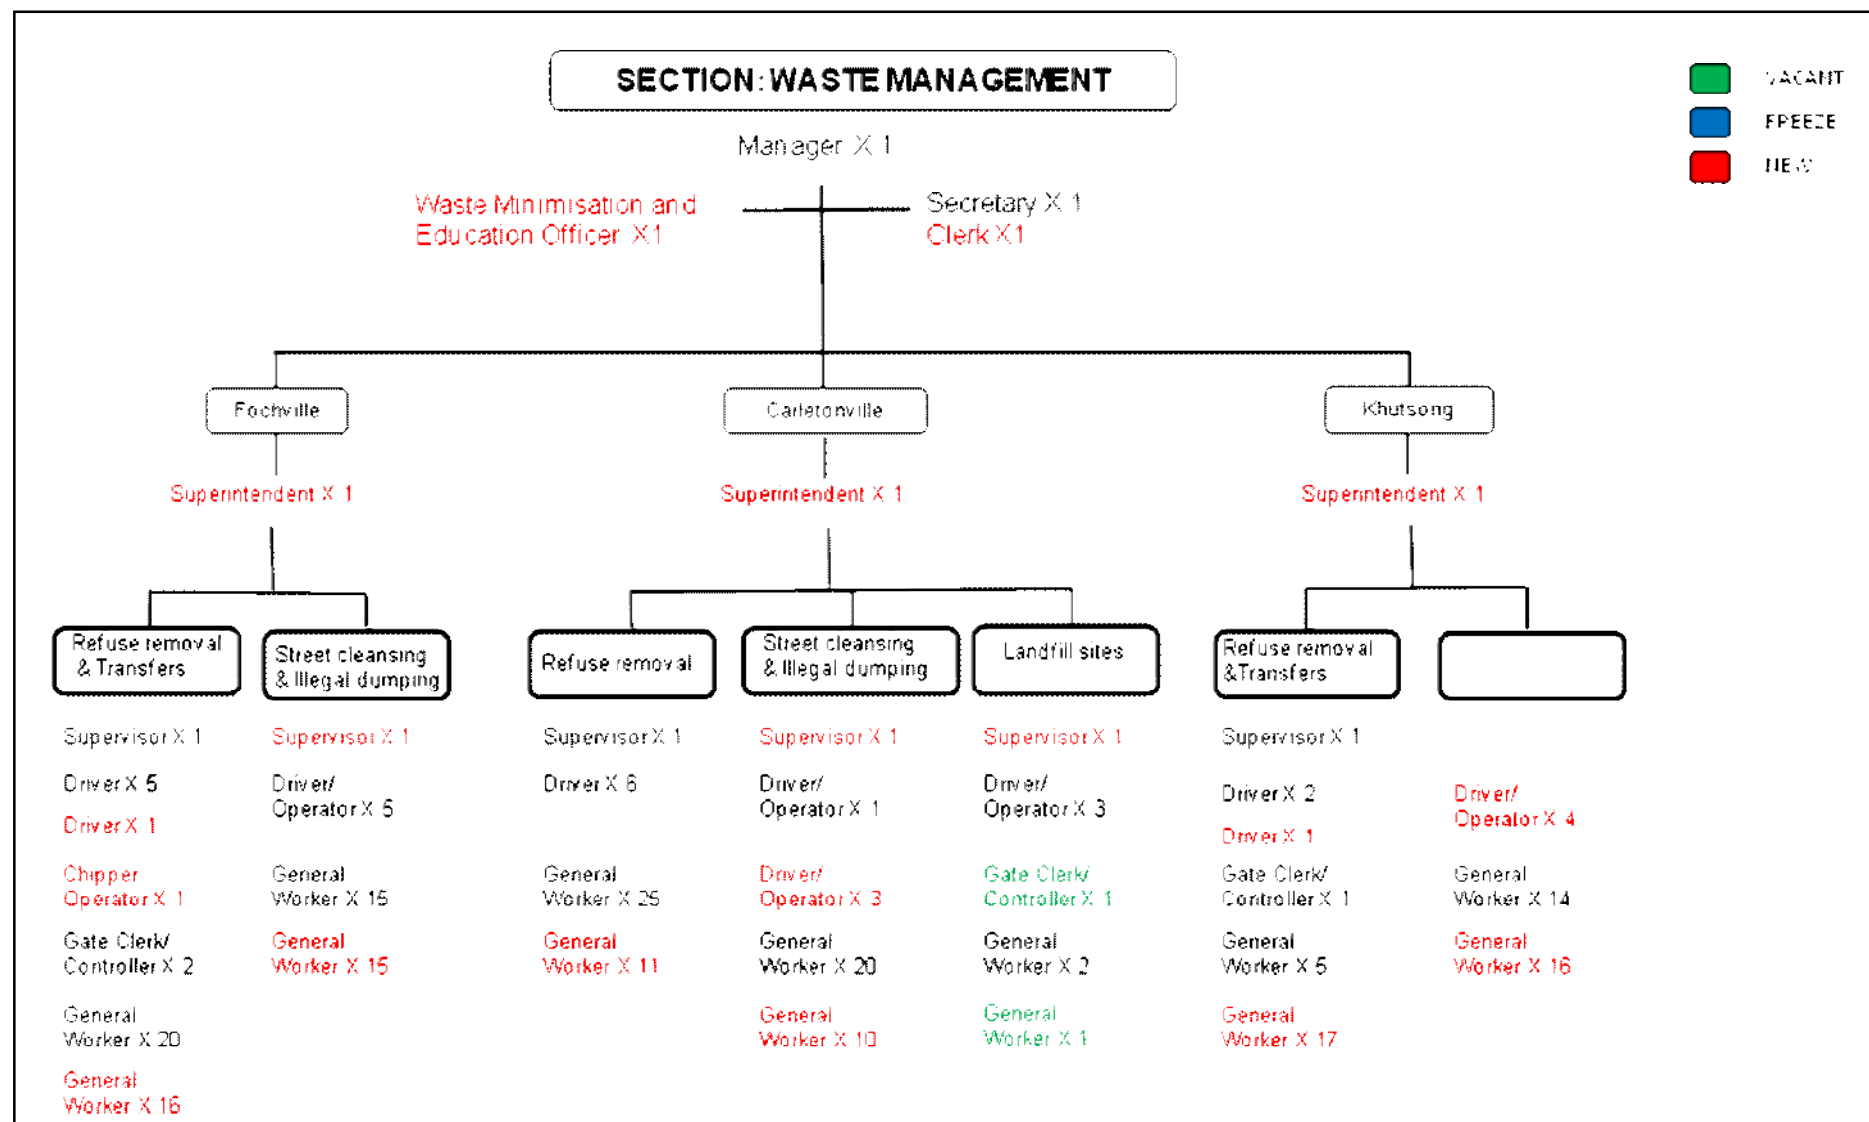 SECTION: WASTE MANAGEMENT
VACANT
FREEZE
NEW
Manager X 1
Waste Minimisation and
Education Officer X1
Secretary X 1
Clerk X1
Fochville
Carletonville
Khutsong
Superintendent X 1
Superintendent X 1
Superintendent X 1
Refuse removal
& Transfers
Street cleansing
& Illegal dumping
Refuse removal
Street cleansing
& Illegal dumping
Landfill sites
Refuse removal
&Transfers
Supervisor X 1
Driver X 5
Driver X 1
Chipper
Operator X 1
Gate Clerk/
Controller X 2
General
Worker X 20
General
Worker X 16
Supervisor X 1
Driver/
Operator X 5
General
Worker X 15
General
Worker X 15
Supervisor X 1
Driver X 6
General
Worker X 25
General
Worker X 11
Supervisor X 1
Driver/
Operator X 1
Driver/
Operator X 3
General
Worker X 20
General
Worker X 10
Supervisor X 1
Driver/
Operator X 3
Gate Clerk/
Controller X 1
General
Worker X 2
General
Worker X 1
Supervisor X 1
Driver X 2
Driver X 1
Gate Clerk/
Controller X 1
General
Worker X 5
General
Worker X 17
Driver/
Operator X 4
General
Worker X 14
General
Worker X 16